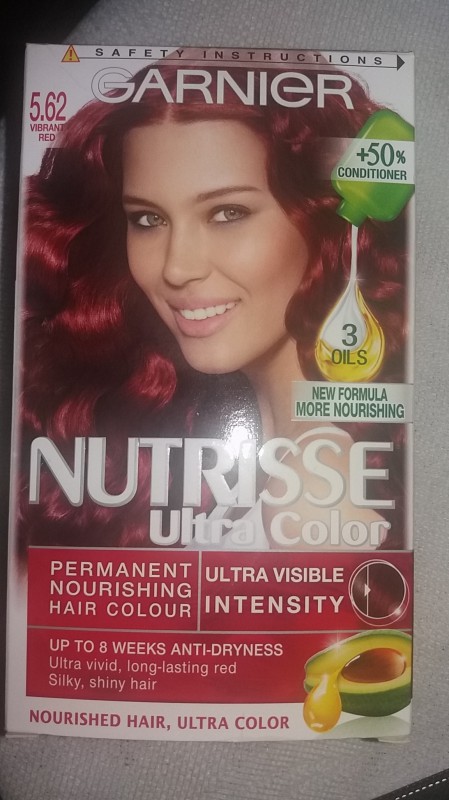 SAFETY INSTRUCTIONS
GARNIER
5.62
VIBRANT
RED
+50%
CONDITIONER
3
OILS
NEW FORMULA
MORE NOURISHING
NUTRISSE
Ultra Color
PERMANENT
NOURISHING
HAIR COLOUR
ULTRA VISIBLE
INTENSITY
UP TO 8 WEEKS ANTI-DRYNESS
Ultra vivid, long-lasting red
Silky, shiny hair
NOURISHED HAIR, ULTRA COLOR